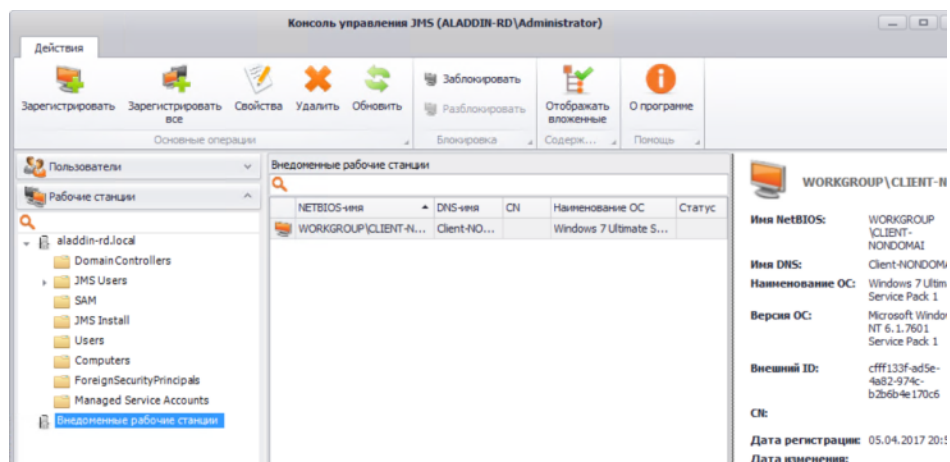 Консоль управления JMS (ALADDIN-RD\Administrator)
Действия
Зарегистрировать
Зарегистрировать все
Свойства
Удалить
Обновить
Заблокировать
Разблокировать
Отображать вложенные
О программе
Основные операции
Блокировка
Содерж...
Помощь
Пользователи
Рабочие станции
aladdin-rd.local
Domain Controllers
JMS Users
SAM
JMS Install
Users
Computers
ForeignSecurityPrincipals
Managed Service Accounts
Внедоменные рабочие станции
Внедоменные рабочие станции
NETBIOS-имя DNS-имя CN Наименование ОС Статус
WORKGROUP\CLIENT-N... Client-NO... Windows 7 Ultimate S...
WORKGROUP\CLIENT-N
Имя NetBIOS: WORKGROUP
\CLIENT-
NONDOMAI
Имя DNS: Client-NONDOMA
Наименование ОС: Windows 7 Ultim
Service Pack 1
Версия ОС: Microsoft Window
NT 6.1.7601
Service Pack 1
Внешний ID: cfff133f-ad5e-
4a82-974c-
b2b6b4e170c6
CN:
Дата регистрации: 05.04.2017 20:5
Дата изменения: